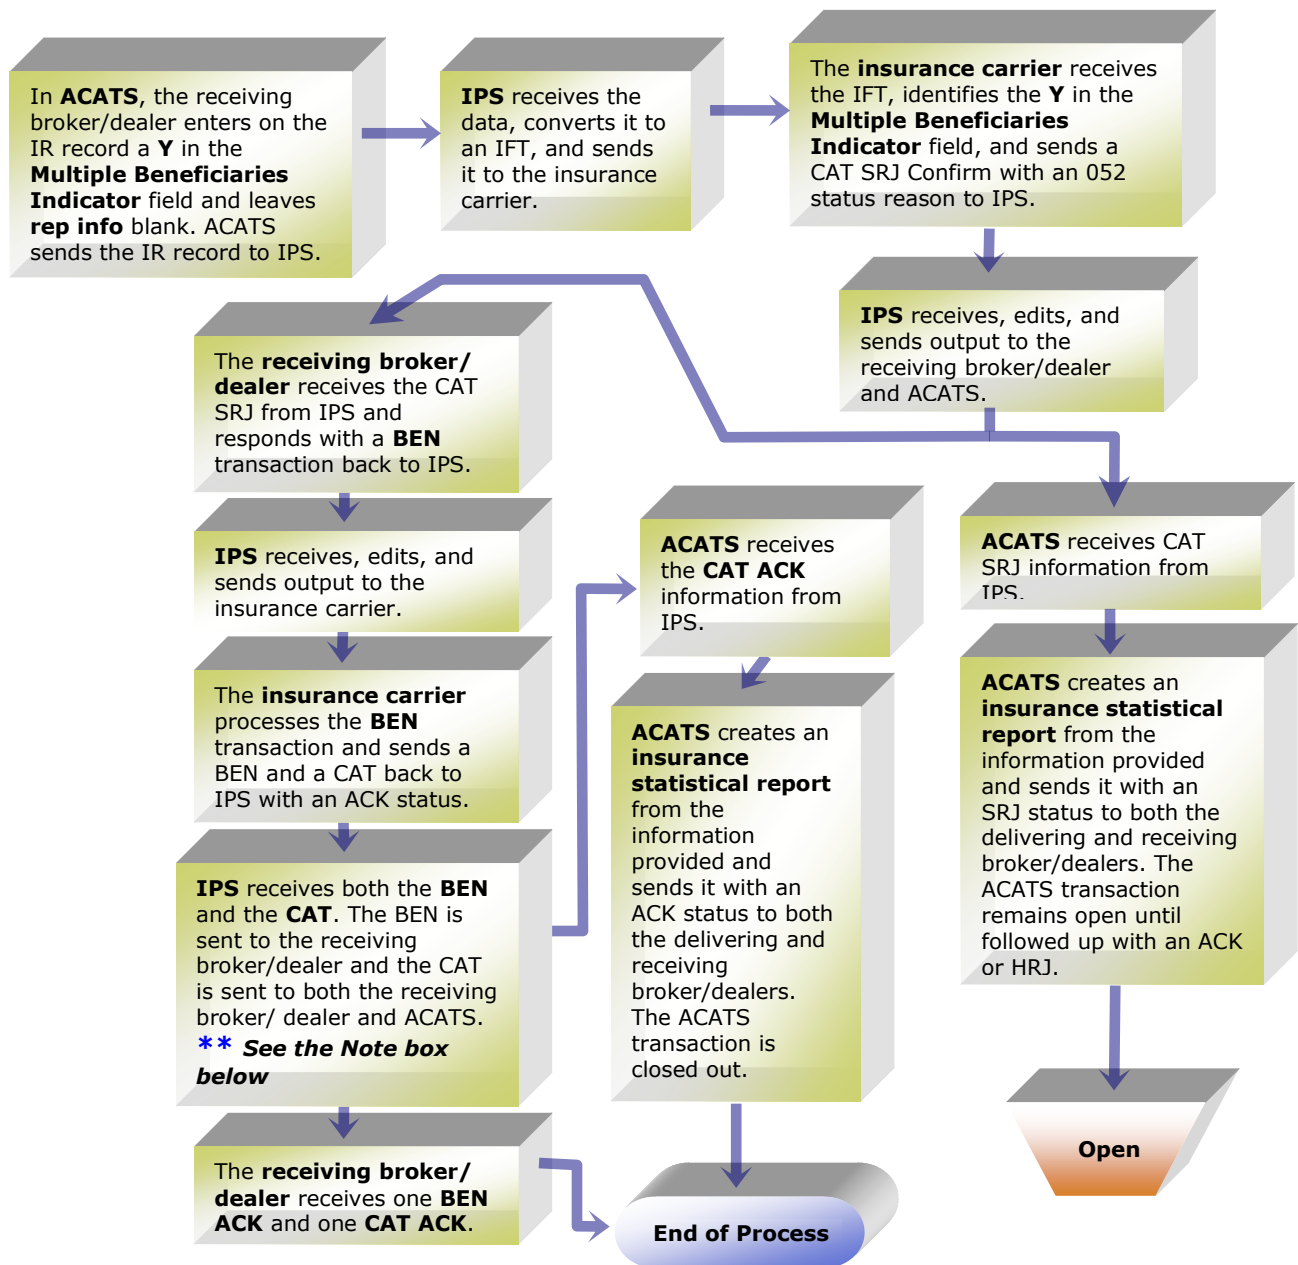 In ACATS, the receiving
broker/dealer enters on the
IR record a Y in the
Multiple Beneficiaries
Indicator field and leaves
rep info blank. ACATS
sends the IR record to IPS.
IPS receives the
data, converts it to
an IFT, and sends
it to the insurance
carrier.
The insurance carrier receives
the IFT, identifies the Y in the
Multiple Beneficiaries
Indicator field, and sends a
CAT SRJ Confirm with an 052
status reason to IPS.
IPS receives, edits, and
sends output to the
receiving broker/dealer
and ACATS.
The receiving broker/
dealer receives the CAT
SRJ from IPS and
responds with a BEN
transaction back to IPS.
IPS receives, edits, and
sends output to the
insurance carrier.
The insurance carrier
processes the BEN
transaction and sends a
BEN and a CAT back to
IPS with an ACK status.
IPS receives both the BEN
and the CAT. The BEN is
sent to the receiving
broker/dealer and the CAT
is sent to both the receiving
broker/ dealer and ACATS.
** See the Note box
below
The receiving broker/
dealer receives one BEN
ACK and one CAT ACK.
ACATS receives
the CAT ACK
information from
IPS.
ACATS creates an
insurance
statistical report
from the
information
provided and
sends it with an
ACK status to both
the delivering and
receiving
broker/dealers.
The ACATS
transaction is
closed out.
End of Process
ACATS receives CAT
SRJ information from
IPS.
ACATS creates an
insurance statistical
report from the
information provided
and sends it with an
SRJ status to both the
delivering and receiving
broker/dealers. The
ACATS transaction
remains open until
followed up with an ACK
or HRJ.
Open